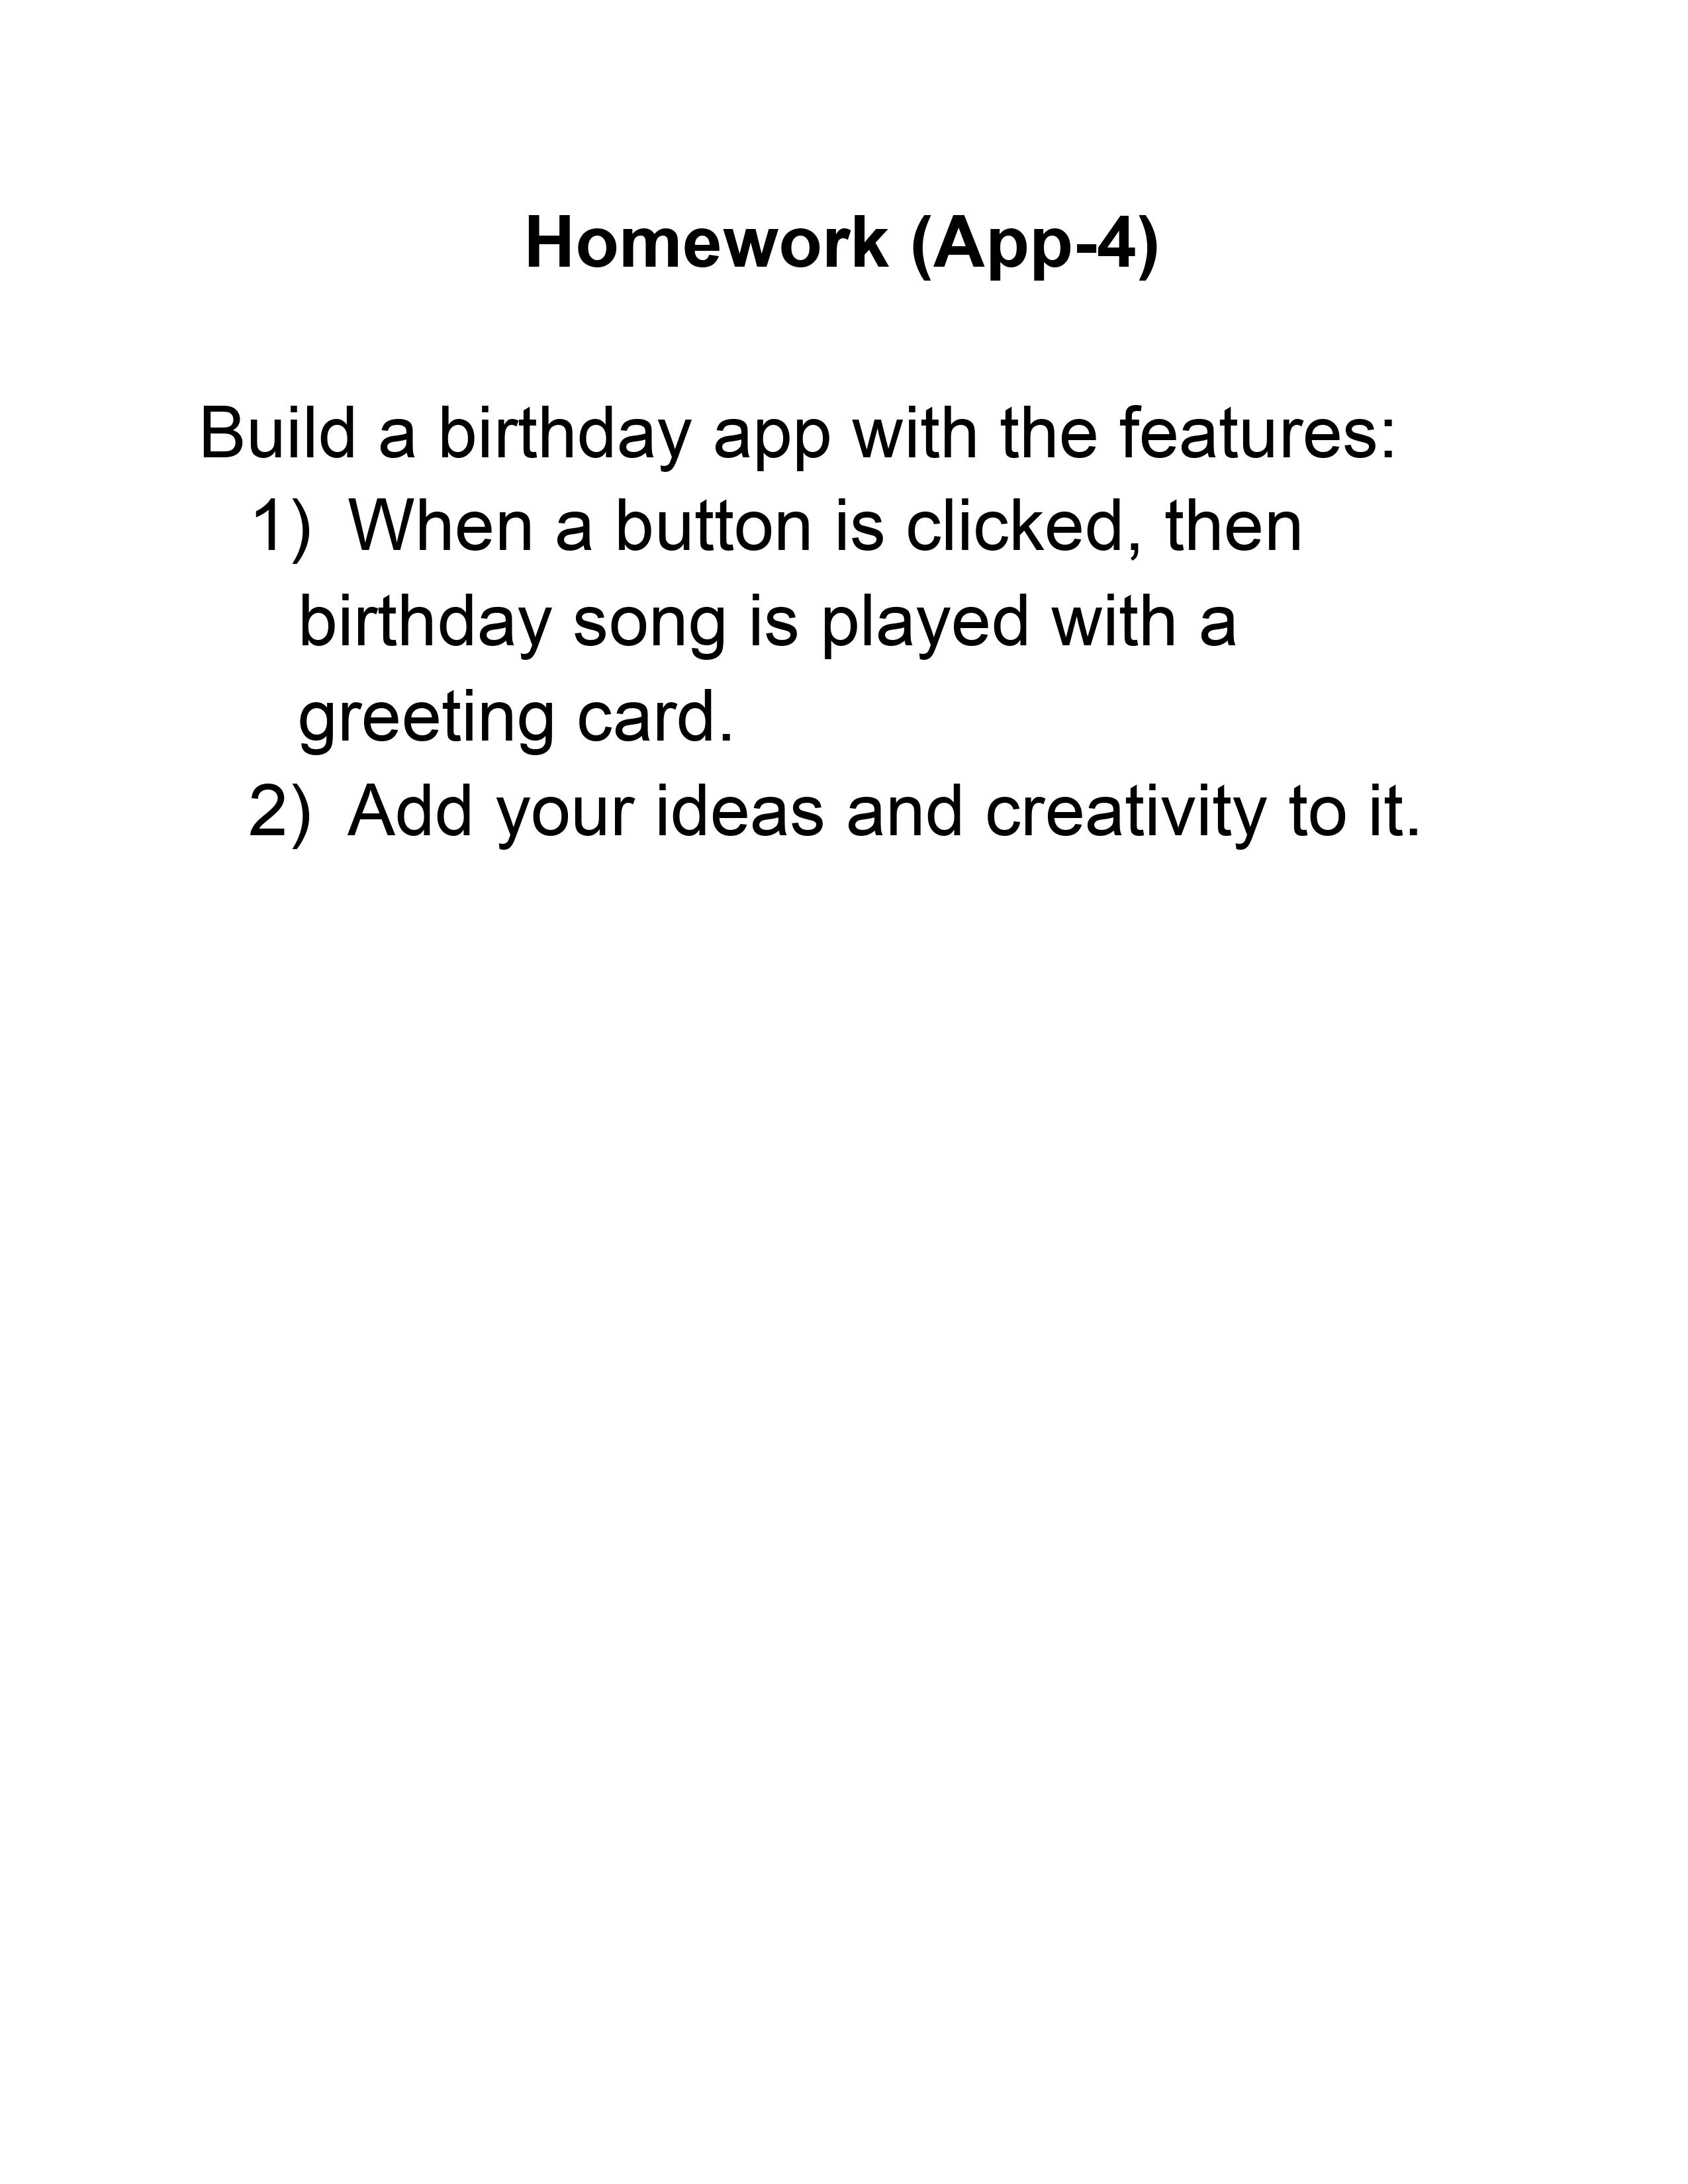 Homework (App-4)
Build a birthday app with the features:
1) When a button is clicked, then
birthday song is played with a
greeting card.
2) Add your ideas and creativity to it.